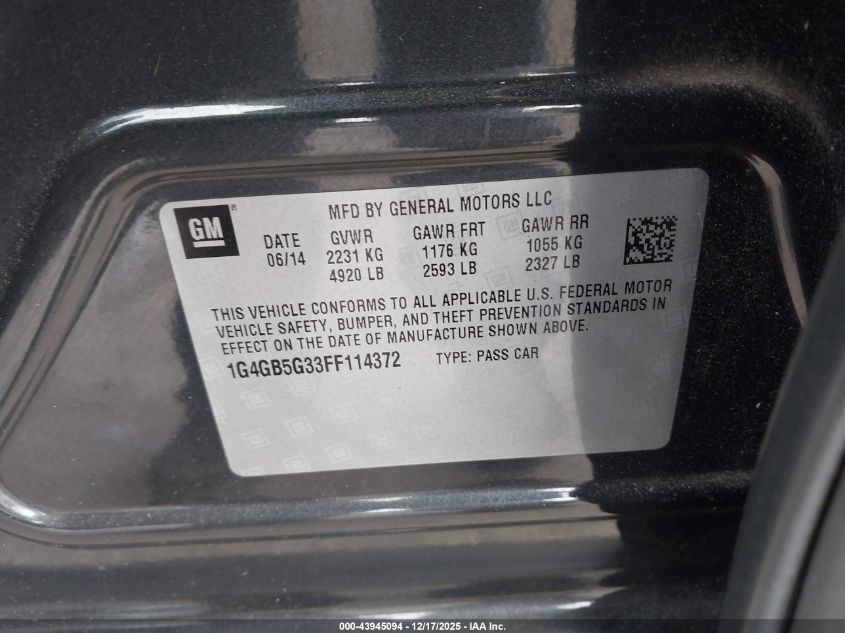 GM
MFD BY GENERAL MOTORS LLC
DATE GVWR GAWR FRT GAWR RR
06/14 2231 KG 1176 KG 1055 KG
4920 LB 2593 LB 2327 LB
THIS VEHICLE CONFORMS TO ALL APPLICABLE U.S. FEDERAL MOTOR
VEHICLE SAFETY, BUMPER, AND THEFT PREVENTION STANDARDS IN
EFFECT ON THE DATE OF MANUFACTURE SHOWN ABOVE.
1G4GB5G33FF114372 TYPE: PASS CAR
000-43945094 - 12/17/2025 - IAA Inc.